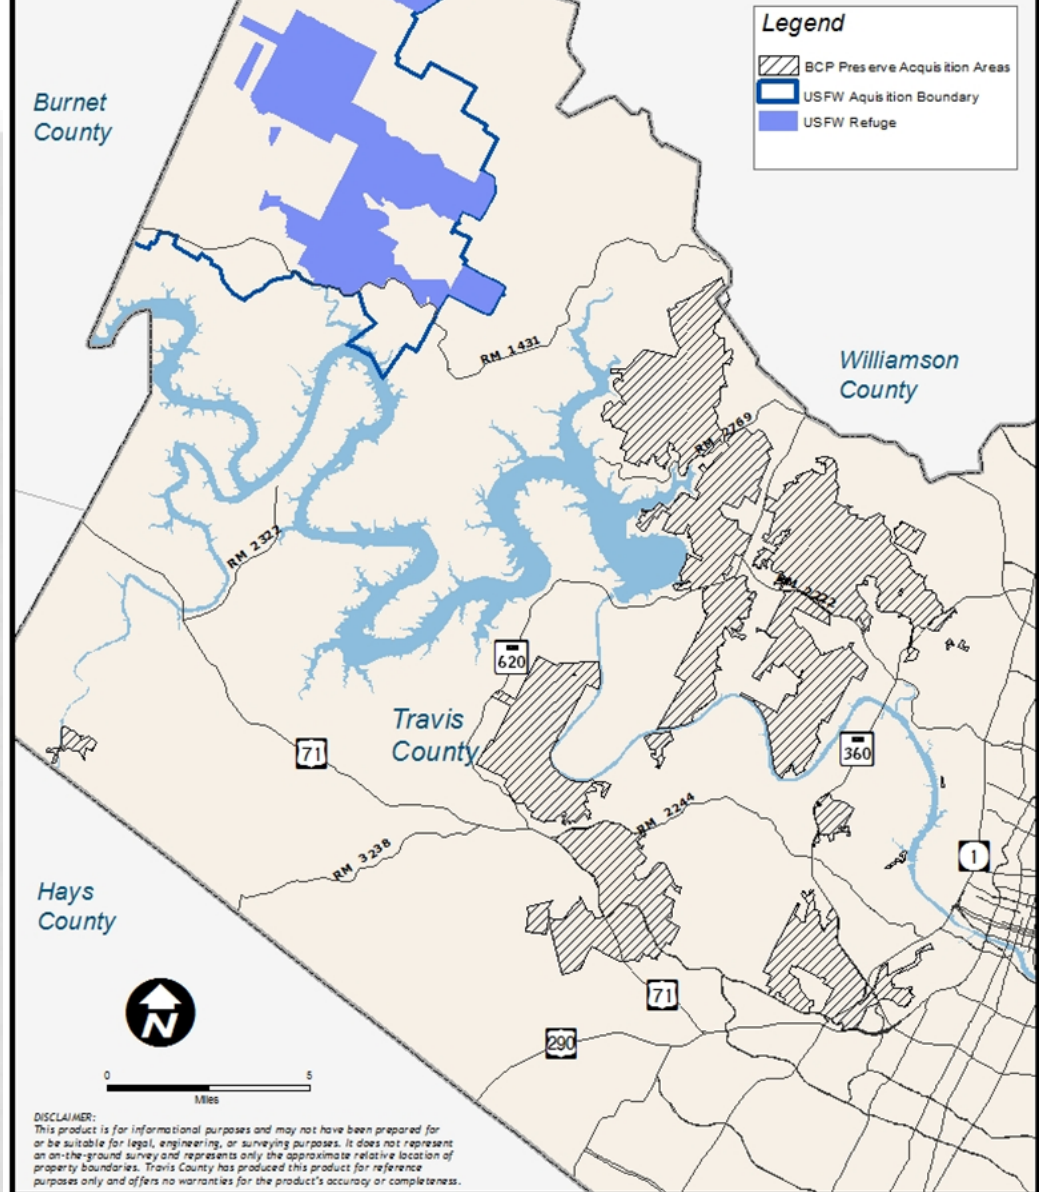 Legend
BCP Preserve Acquisition Areas
USFW Aquisition Boundary
USFW Refuge
Burnet
County
RM 1431
Williamson
County
RM 2769
RM 2322
RM 2222
620
Travis
County
71
360
RM 2244
RM 3238
1
Hays
County
71
N
290
0 5
Miles
DISCLAIMER:
This product is for informational purposes and may not have been prepared for
or be suitable for legal, engineering, or surveying purposes. It does not represent
an on-the-ground survey and represents only the approximate relative location of
property boundaries. Travis County has produced this product for reference
purposes only and offers no warranties for the product's accuracy or completeness.